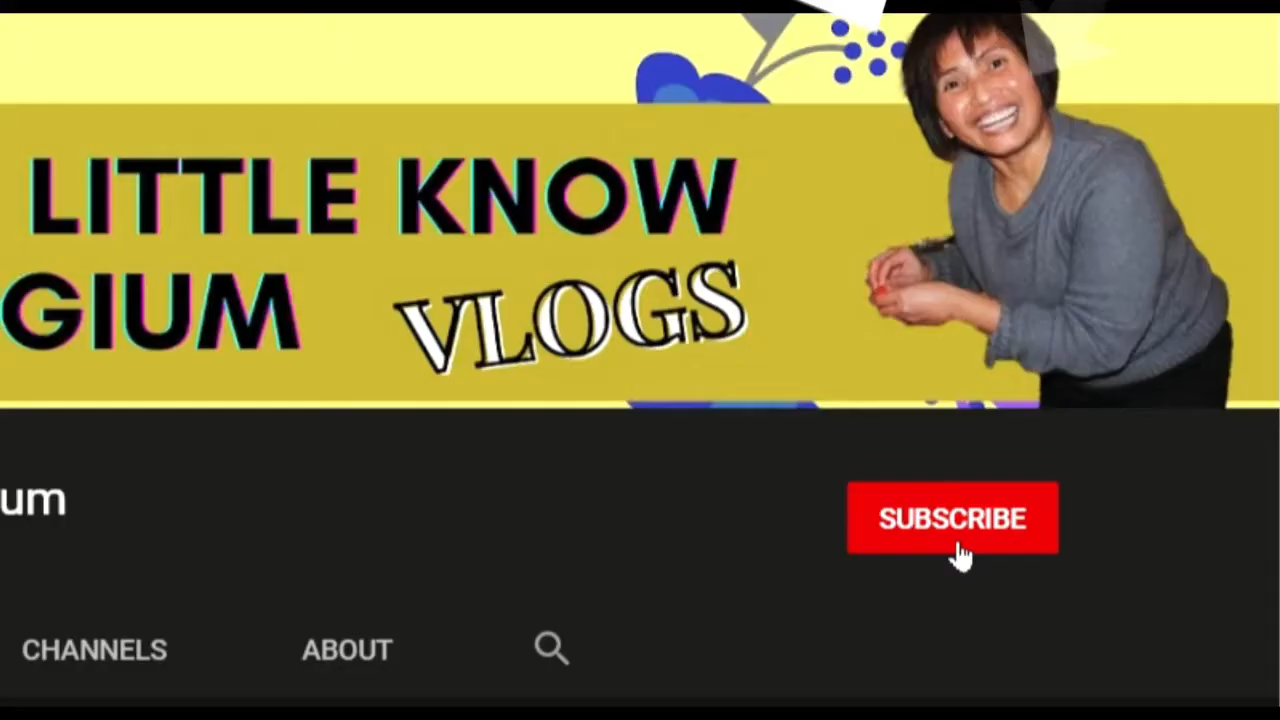 LITTLE KNOW
GIUM VLOGS
um
SUBSCRIBE
CHANNELS ABOUT